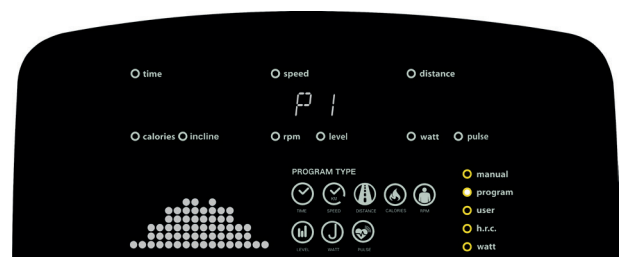 time speed distance
P1
calories incline rpm level watt pulse
PROGRAM TYPE
manual
KM
program
TIME SPEED DISTANCE CALORIES RPM
user
h.r.c.
LEVEL WATT PULSE
watt